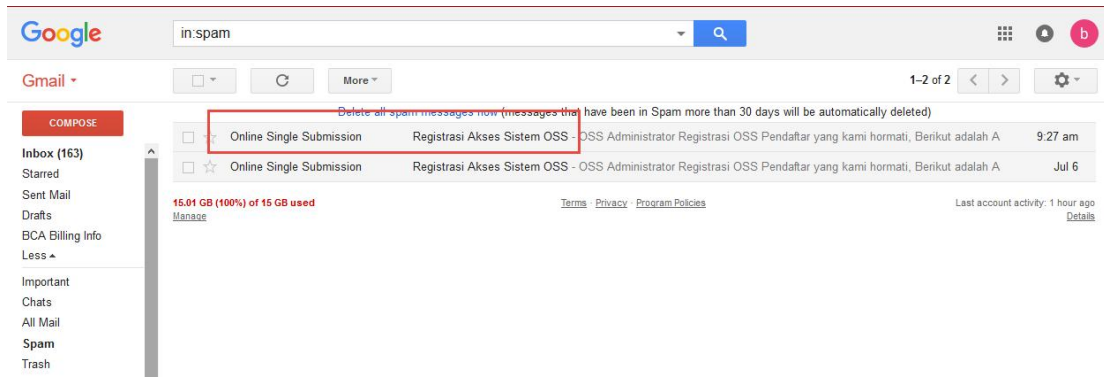 Google in:spam b
Gmail More 1–2 of 2
COMPOSE
Delete all spam messages now (messages that have been in Spam more than 30 days will be automatically deleted)
Online Single Submission Registrasi Akses Sistem OSS - OSS Administrator Registrasi OSS Pendaftar yang kami hormati, Berikut adalah A 9:27 am
Online Single Submission Registrasi Akses Sistem OSS - OSS Administrator Registrasi OSS Pendaftar yang kami hormati, Berikut adalah A Jul 6
Inbox (163)
Starred
Sent Mail
Drafts
BCA Billing Info
Less
Important
Chats
All Mail
Spam
Trash
15.01 GB (100%) of 15 GB used
Manage
Terms · Privacy · Program Policies
Last account activity: 1 hour ago
Details